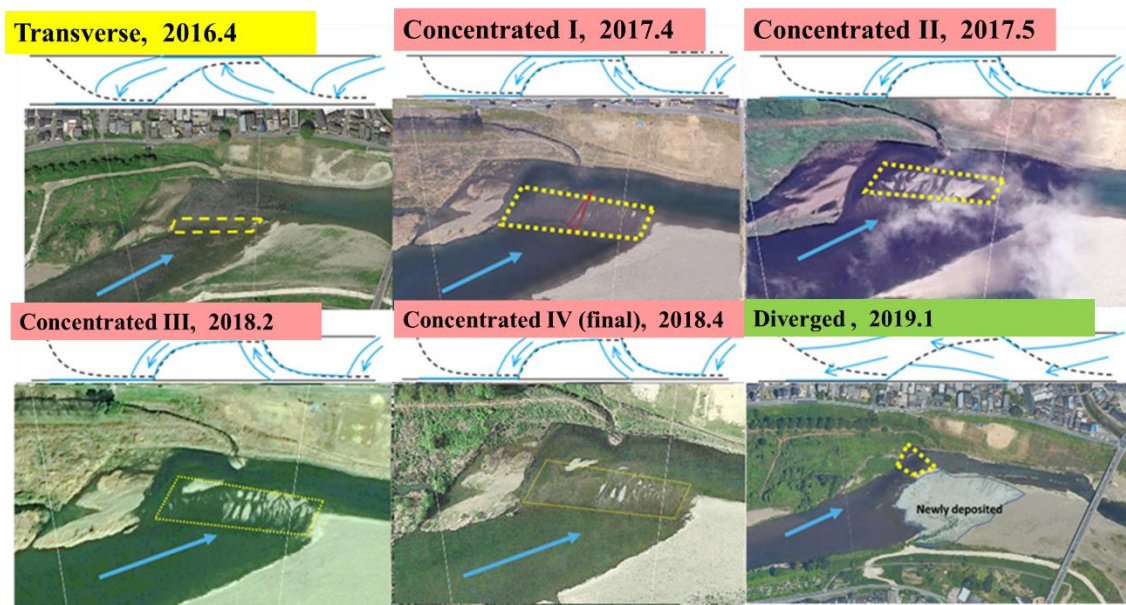 Transverse, 2016.4
Concentrated I, 2017.4
Concentrated II, 2017.5
Concentrated III, 2018.2
Concentrated IV (final), 2018.4
Diverged , 2019.1
Newly deposited